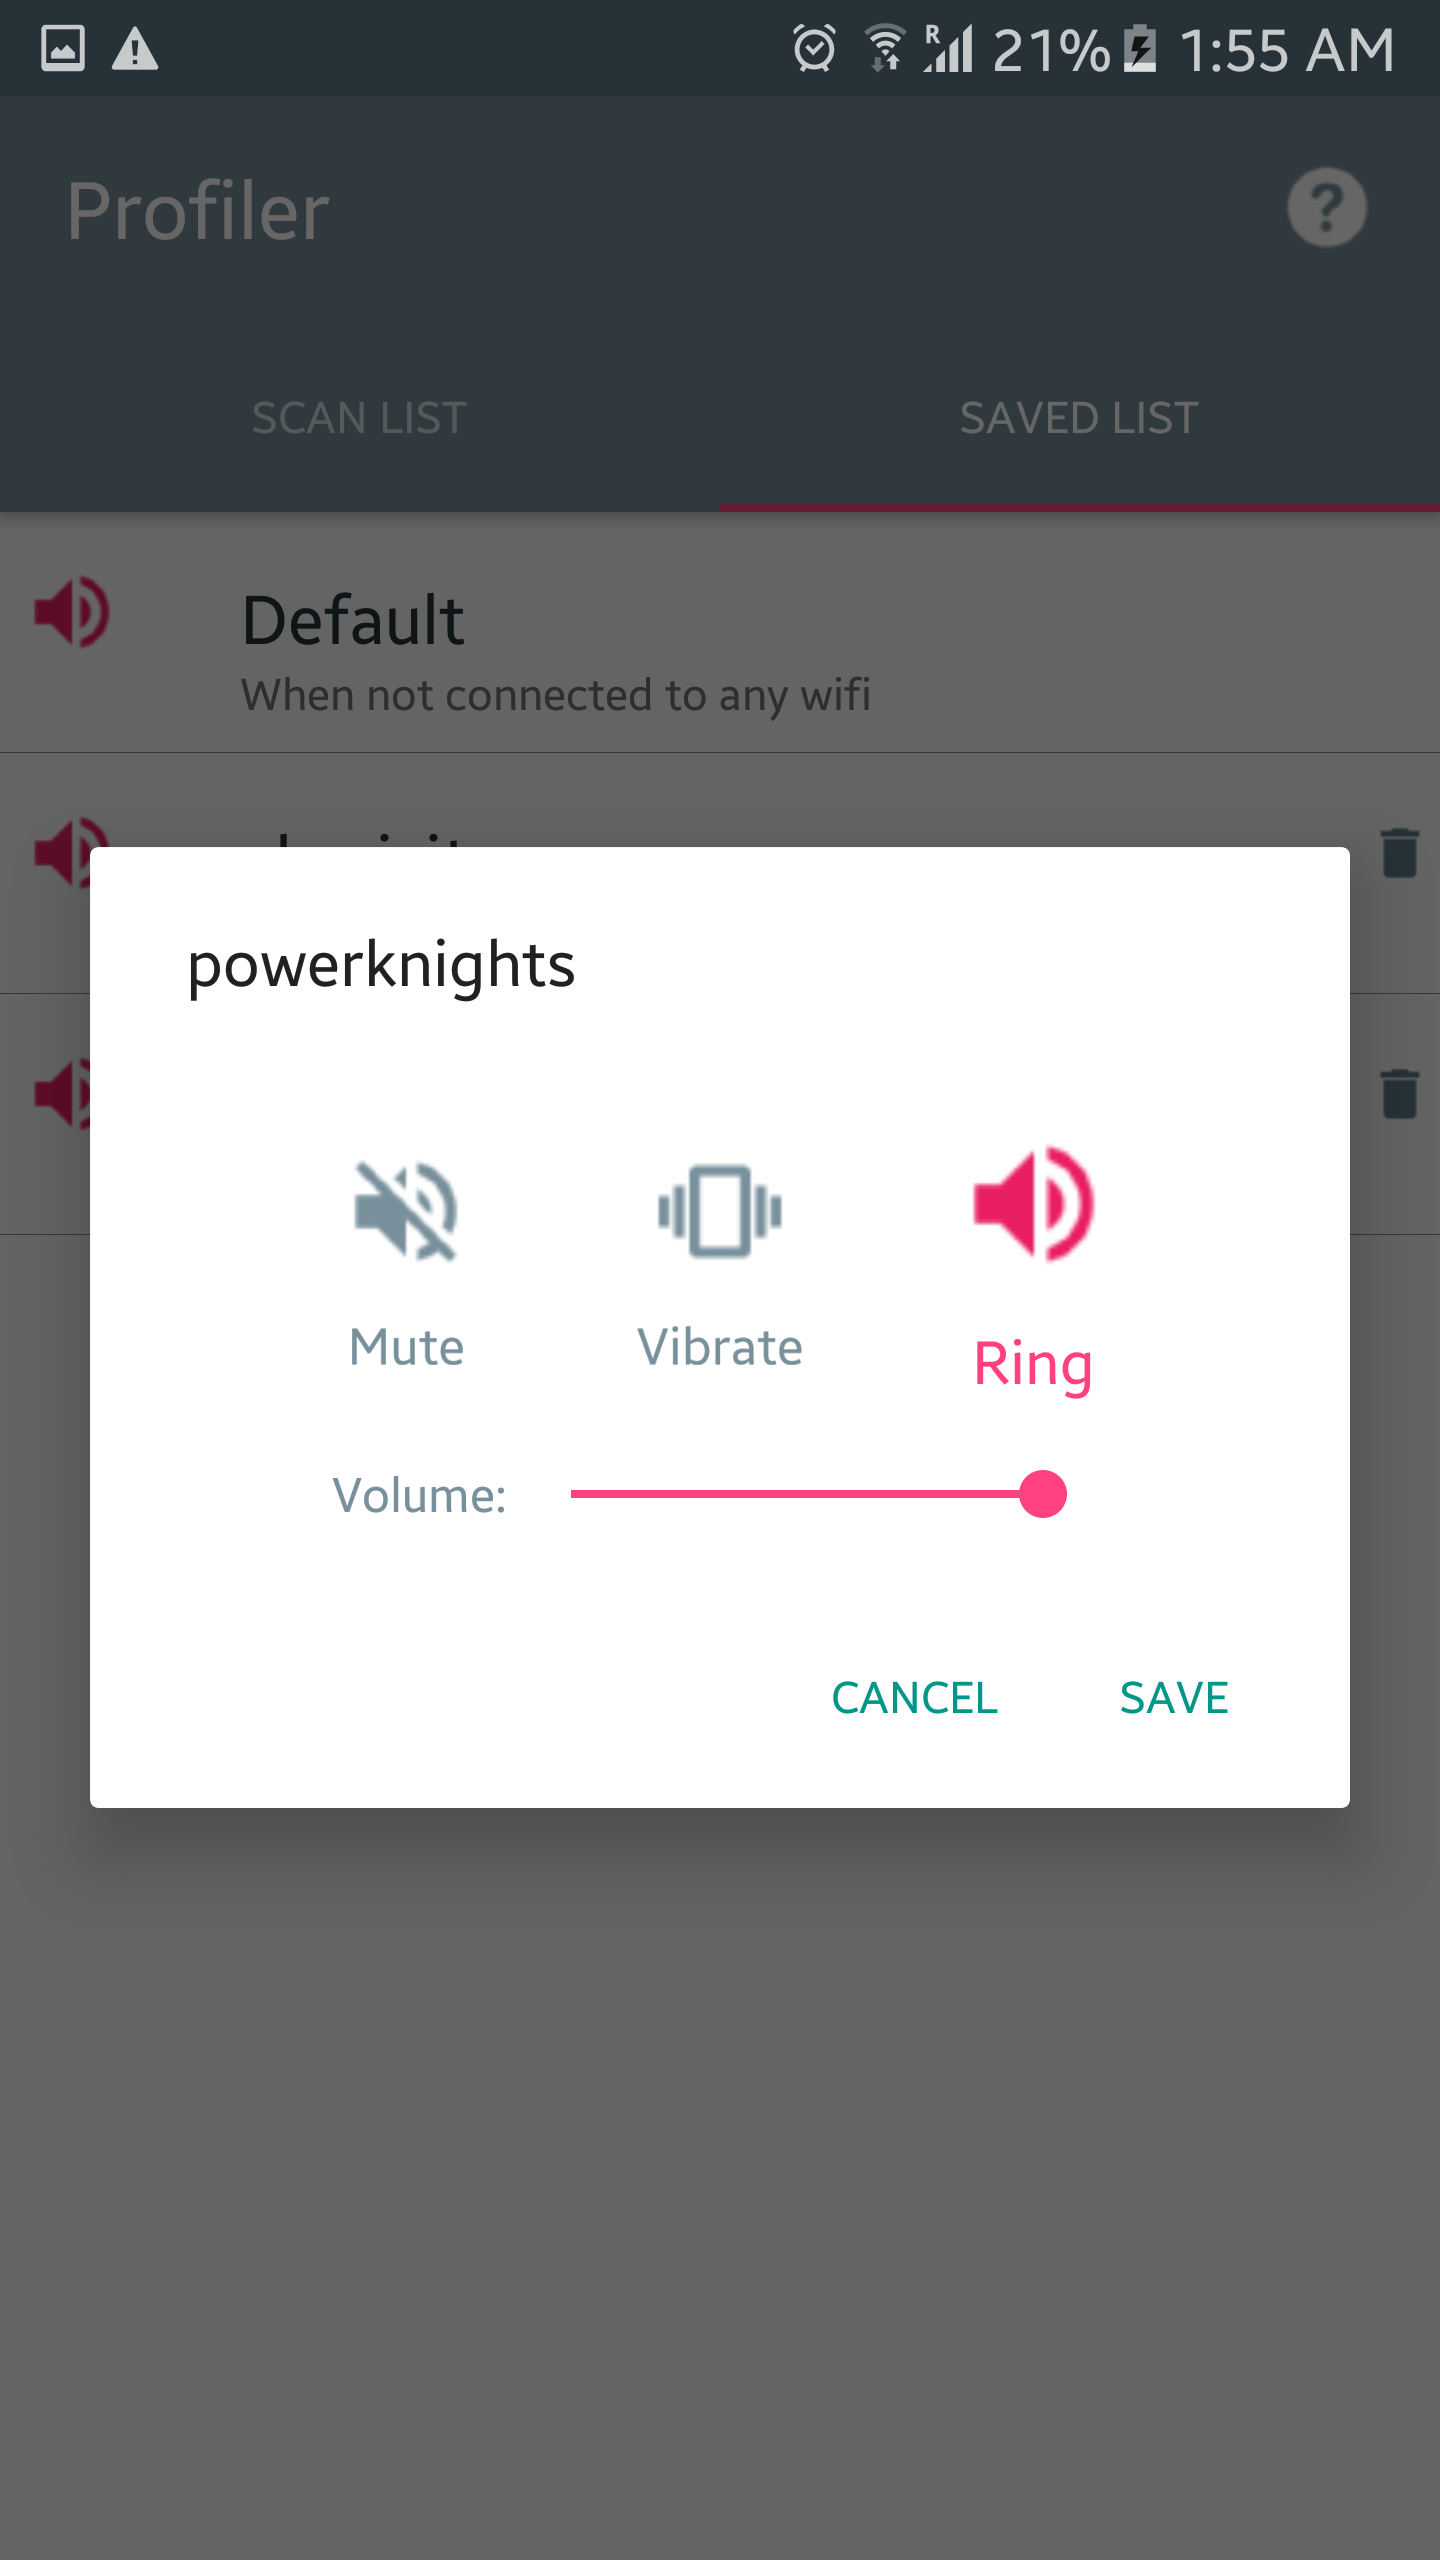 R 21% 1:55 AM
Profiler
SCAN LIST SAVED LIST
Default
When not connected to any wifi
powerknights
Mute Vibrate Ring
Volume:
CANCEL SAVE